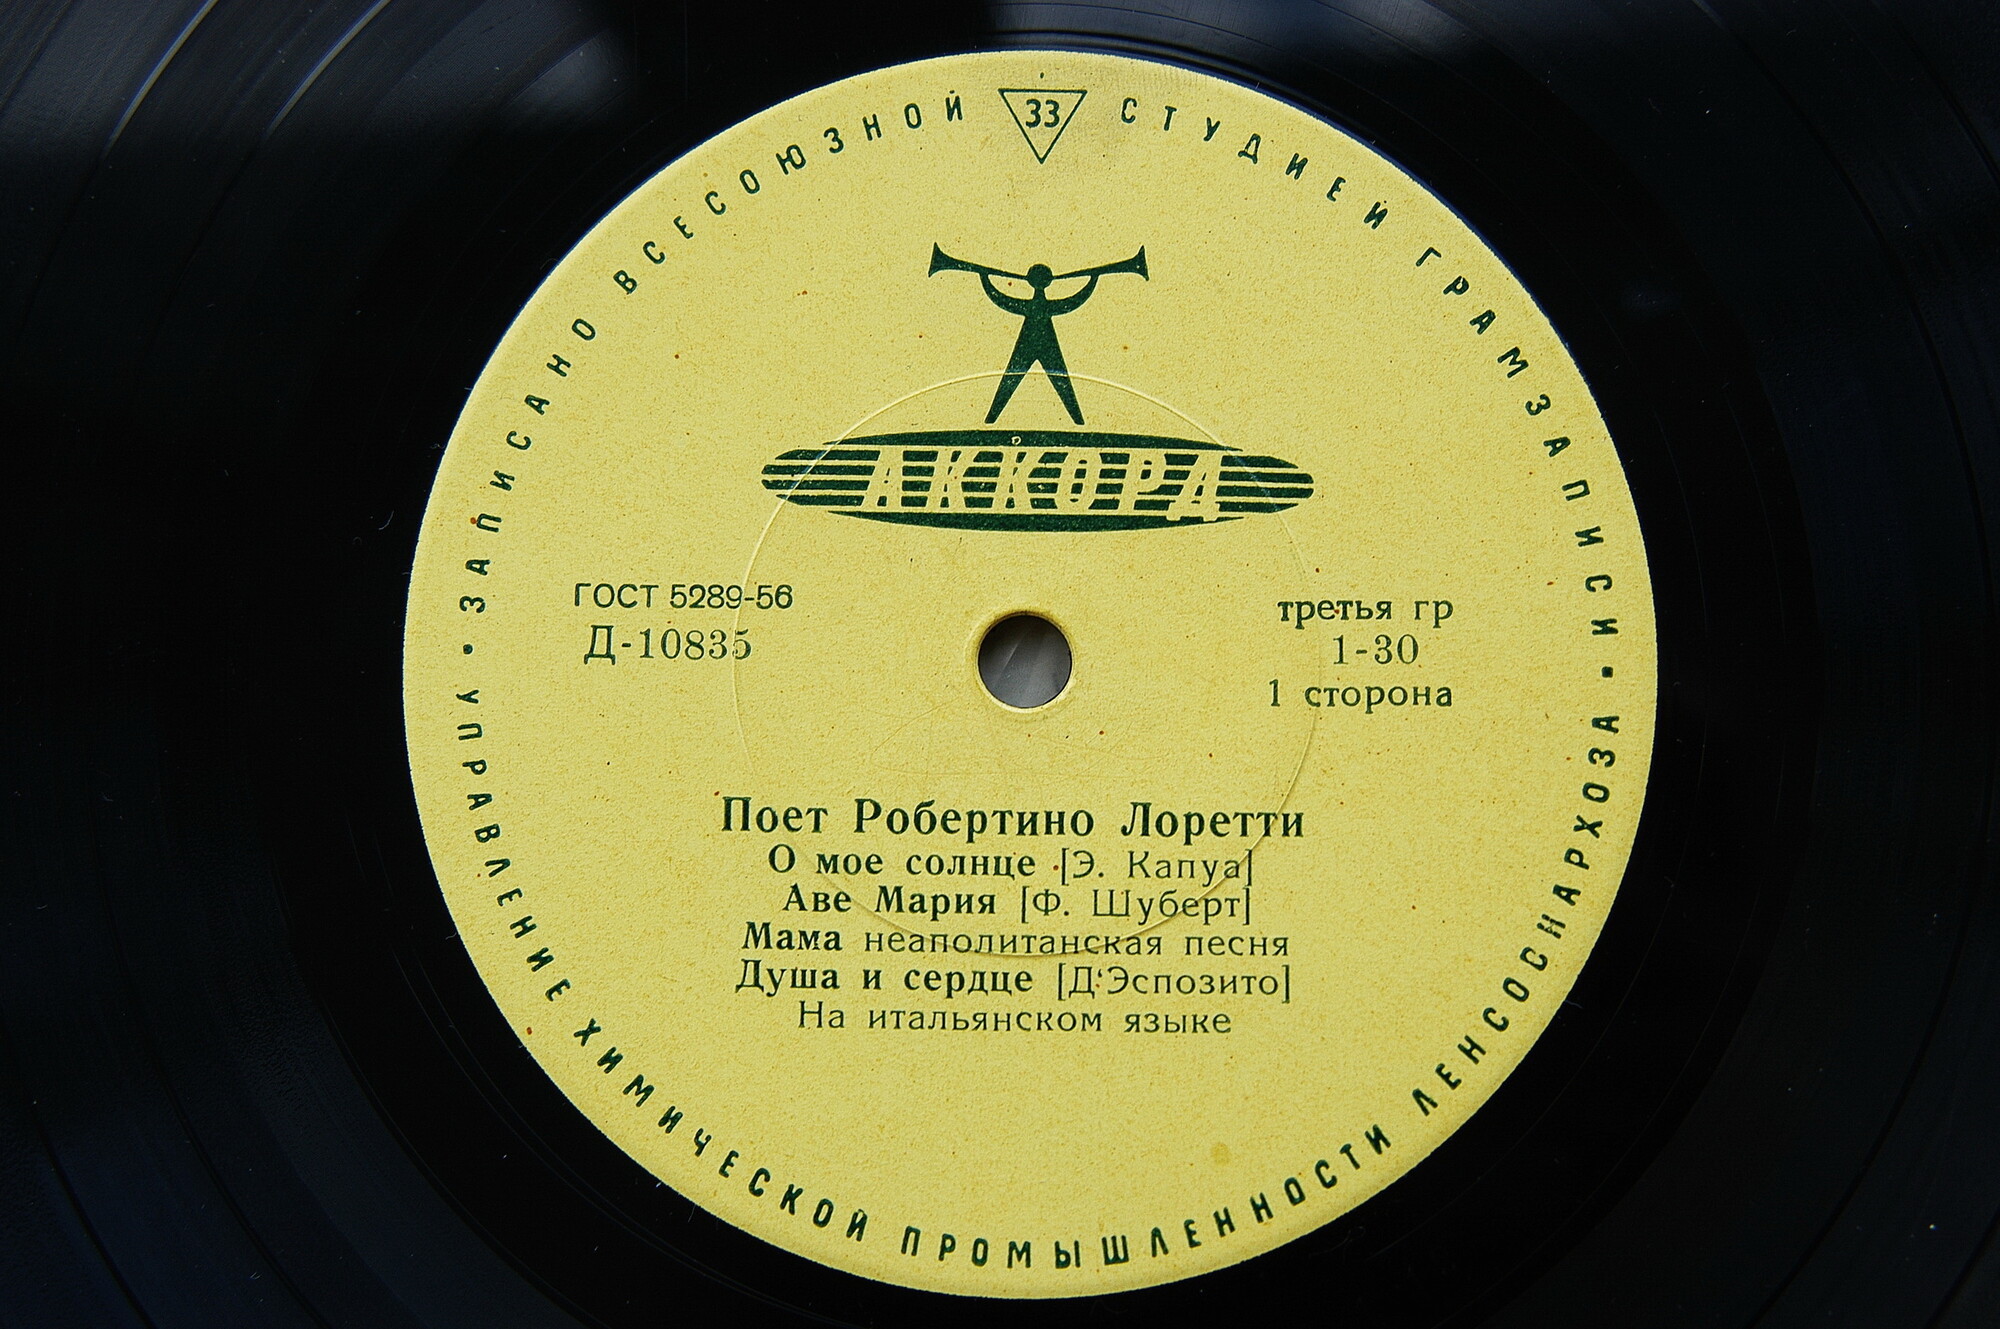 ЗАПИСАНО ВСЕСОЮЗНОЙ СТУДИЕЙ ГРАМЗАПИСИ
33
АККОРД
ГОСТ 5289-56
Д-10835
третья гр
1-30
1 сторона
Поет Робертино Лоретти
О мое солнце [Э. Капуа]
Аве Мария [Ф. Шуберт]
Мама неаполитанская песня
Душа и сердце [Д'Эспозито]
На итальянском языке
УПРАВЛЕНИЕ ХИМИЧЕСКОЙ ПРОМЫШЛЕННОСТИ ЛЕНСОСНАРХОЗА